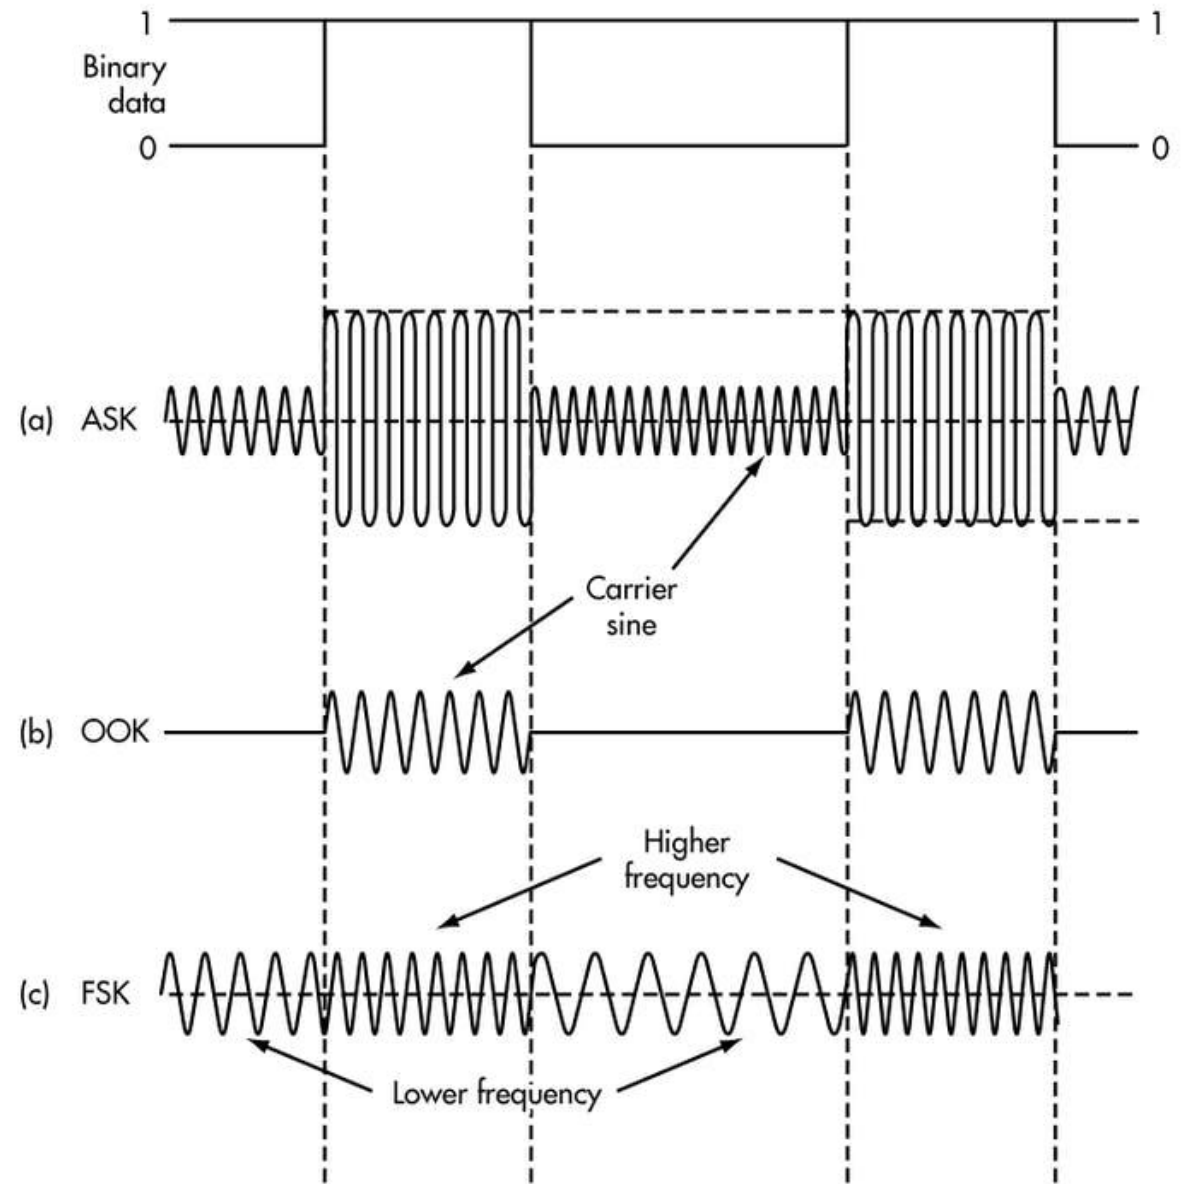 1
1
Binary
data
0
0
(a) ASK
Carrier
sine
(b) OOK
Higher
frequency
(c) FSK
Lower frequency